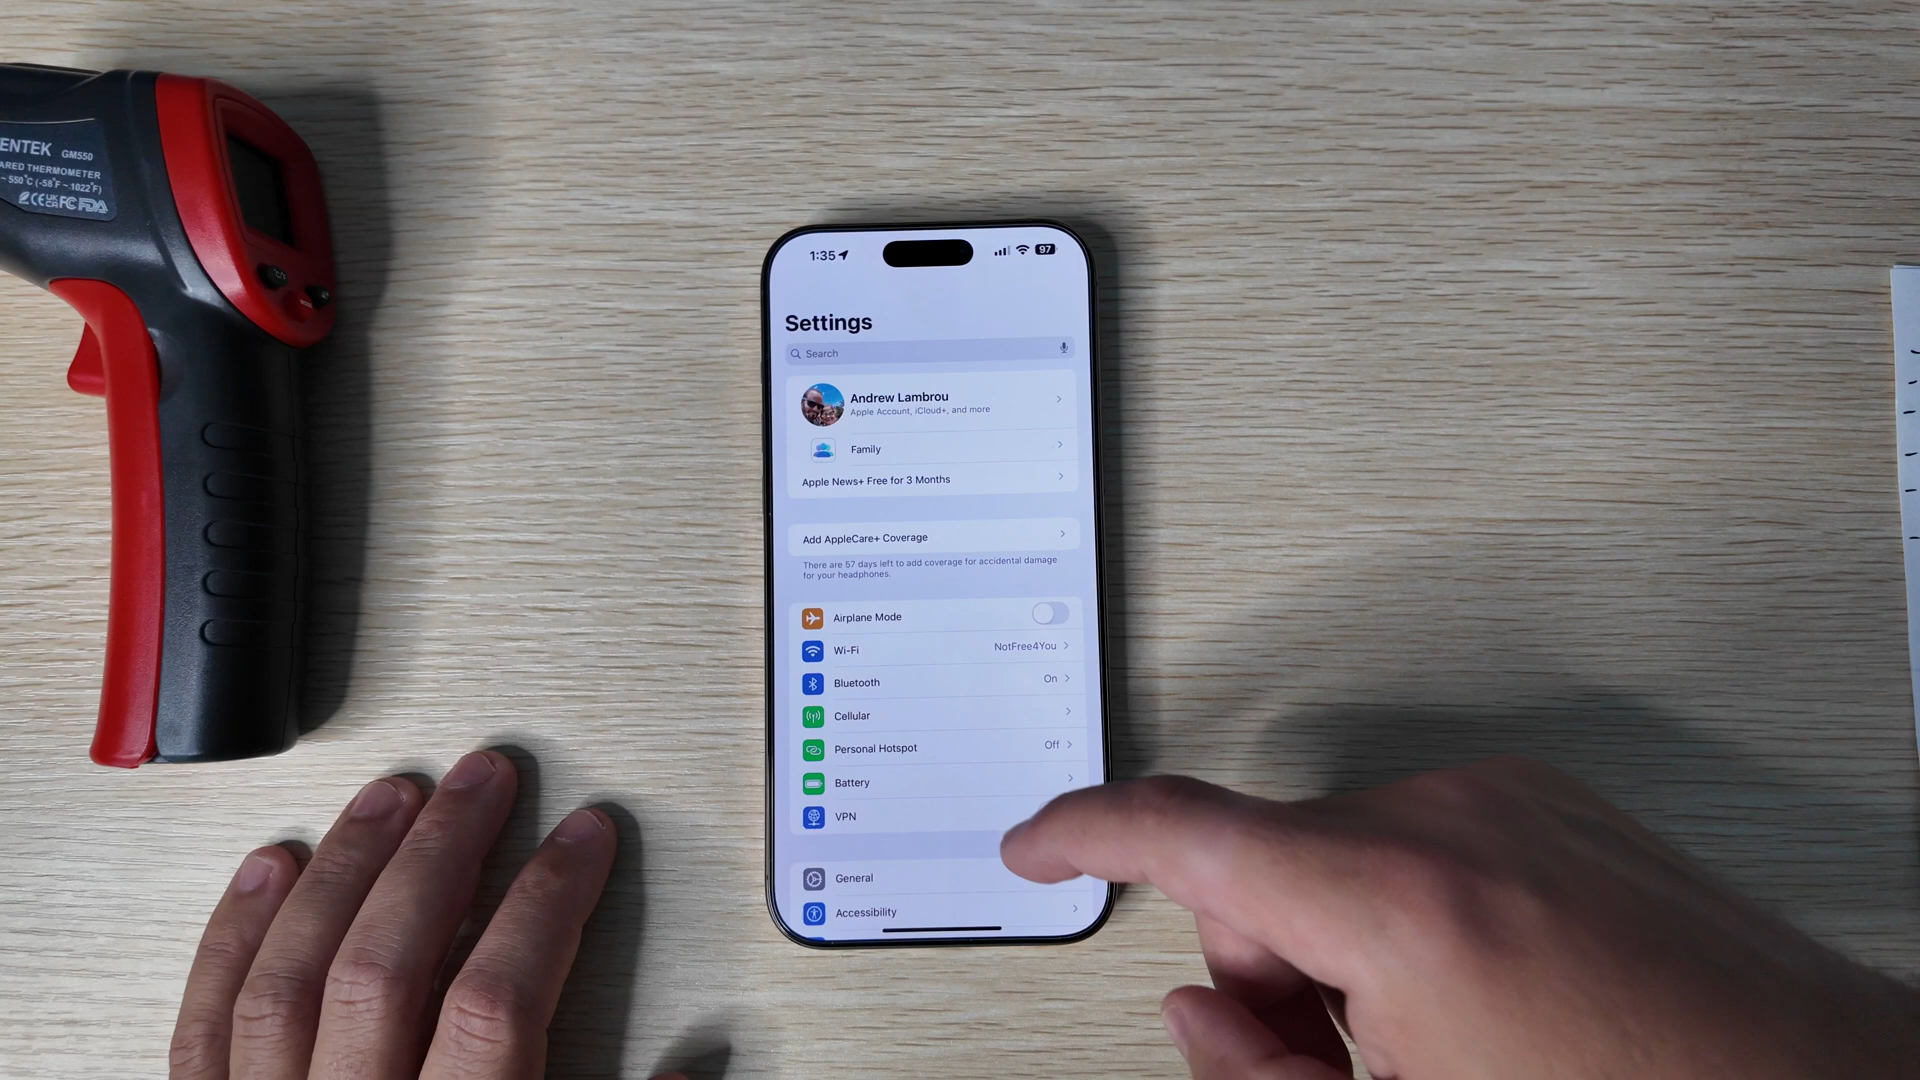 ENTEK GM550
ARED THERMOMETER
~ 550°C (-58°F ~ 1022°F)
CE UK CA FC FDA
1:35
97
Settings
Search
Andrew Lambrou
Apple Account, iCloud+, and more
Family
Apple News+ Free for 3 Months
Add AppleCare+ Coverage
There are 57 days left to add coverage for accidental damage
for your headphones.
Airplane Mode
Wi-Fi NotFree4You
Bluetooth On
Cellular
Personal Hotspot Off
Battery
VPN
General
Accessibility